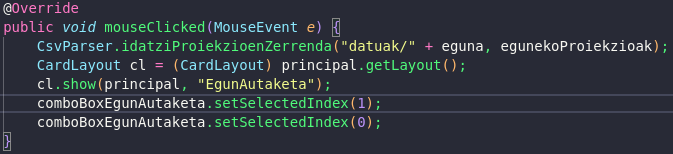 @Override
public void mouseClicked(MouseEvent e) {
CsvParser.idatziProiekzioenZerrenda("datuak/" + eguna, egunekoProiekzioak);
CardLayout cl = (CardLayout) principal.getLayout();
cl.show(principal, "EgunAutaketa");
comboBoxEgunAutaketa.setSelectedIndex(1);
comboBoxEgunAutaketa.setSelectedIndex(0);
}